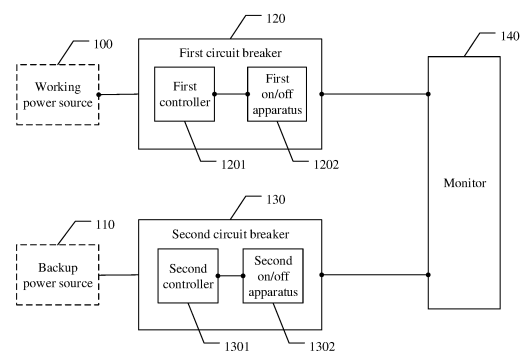 100
Working
power source
120
First circuit breaker
First
controller
1201
First
on/off
apparatus
1202
140
Monitor
110
Backup
power source
130
Second circuit breaker
Second
controller
1301
Second
on/off
apparatus
1302